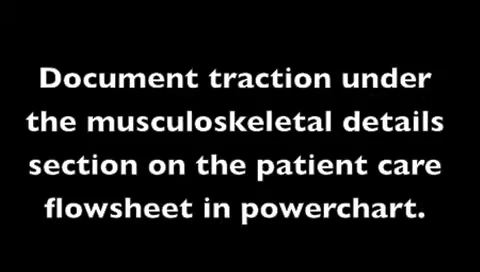 Document traction under
the musculoskeletal details
section on the patient care
flowsheet in powerchart.